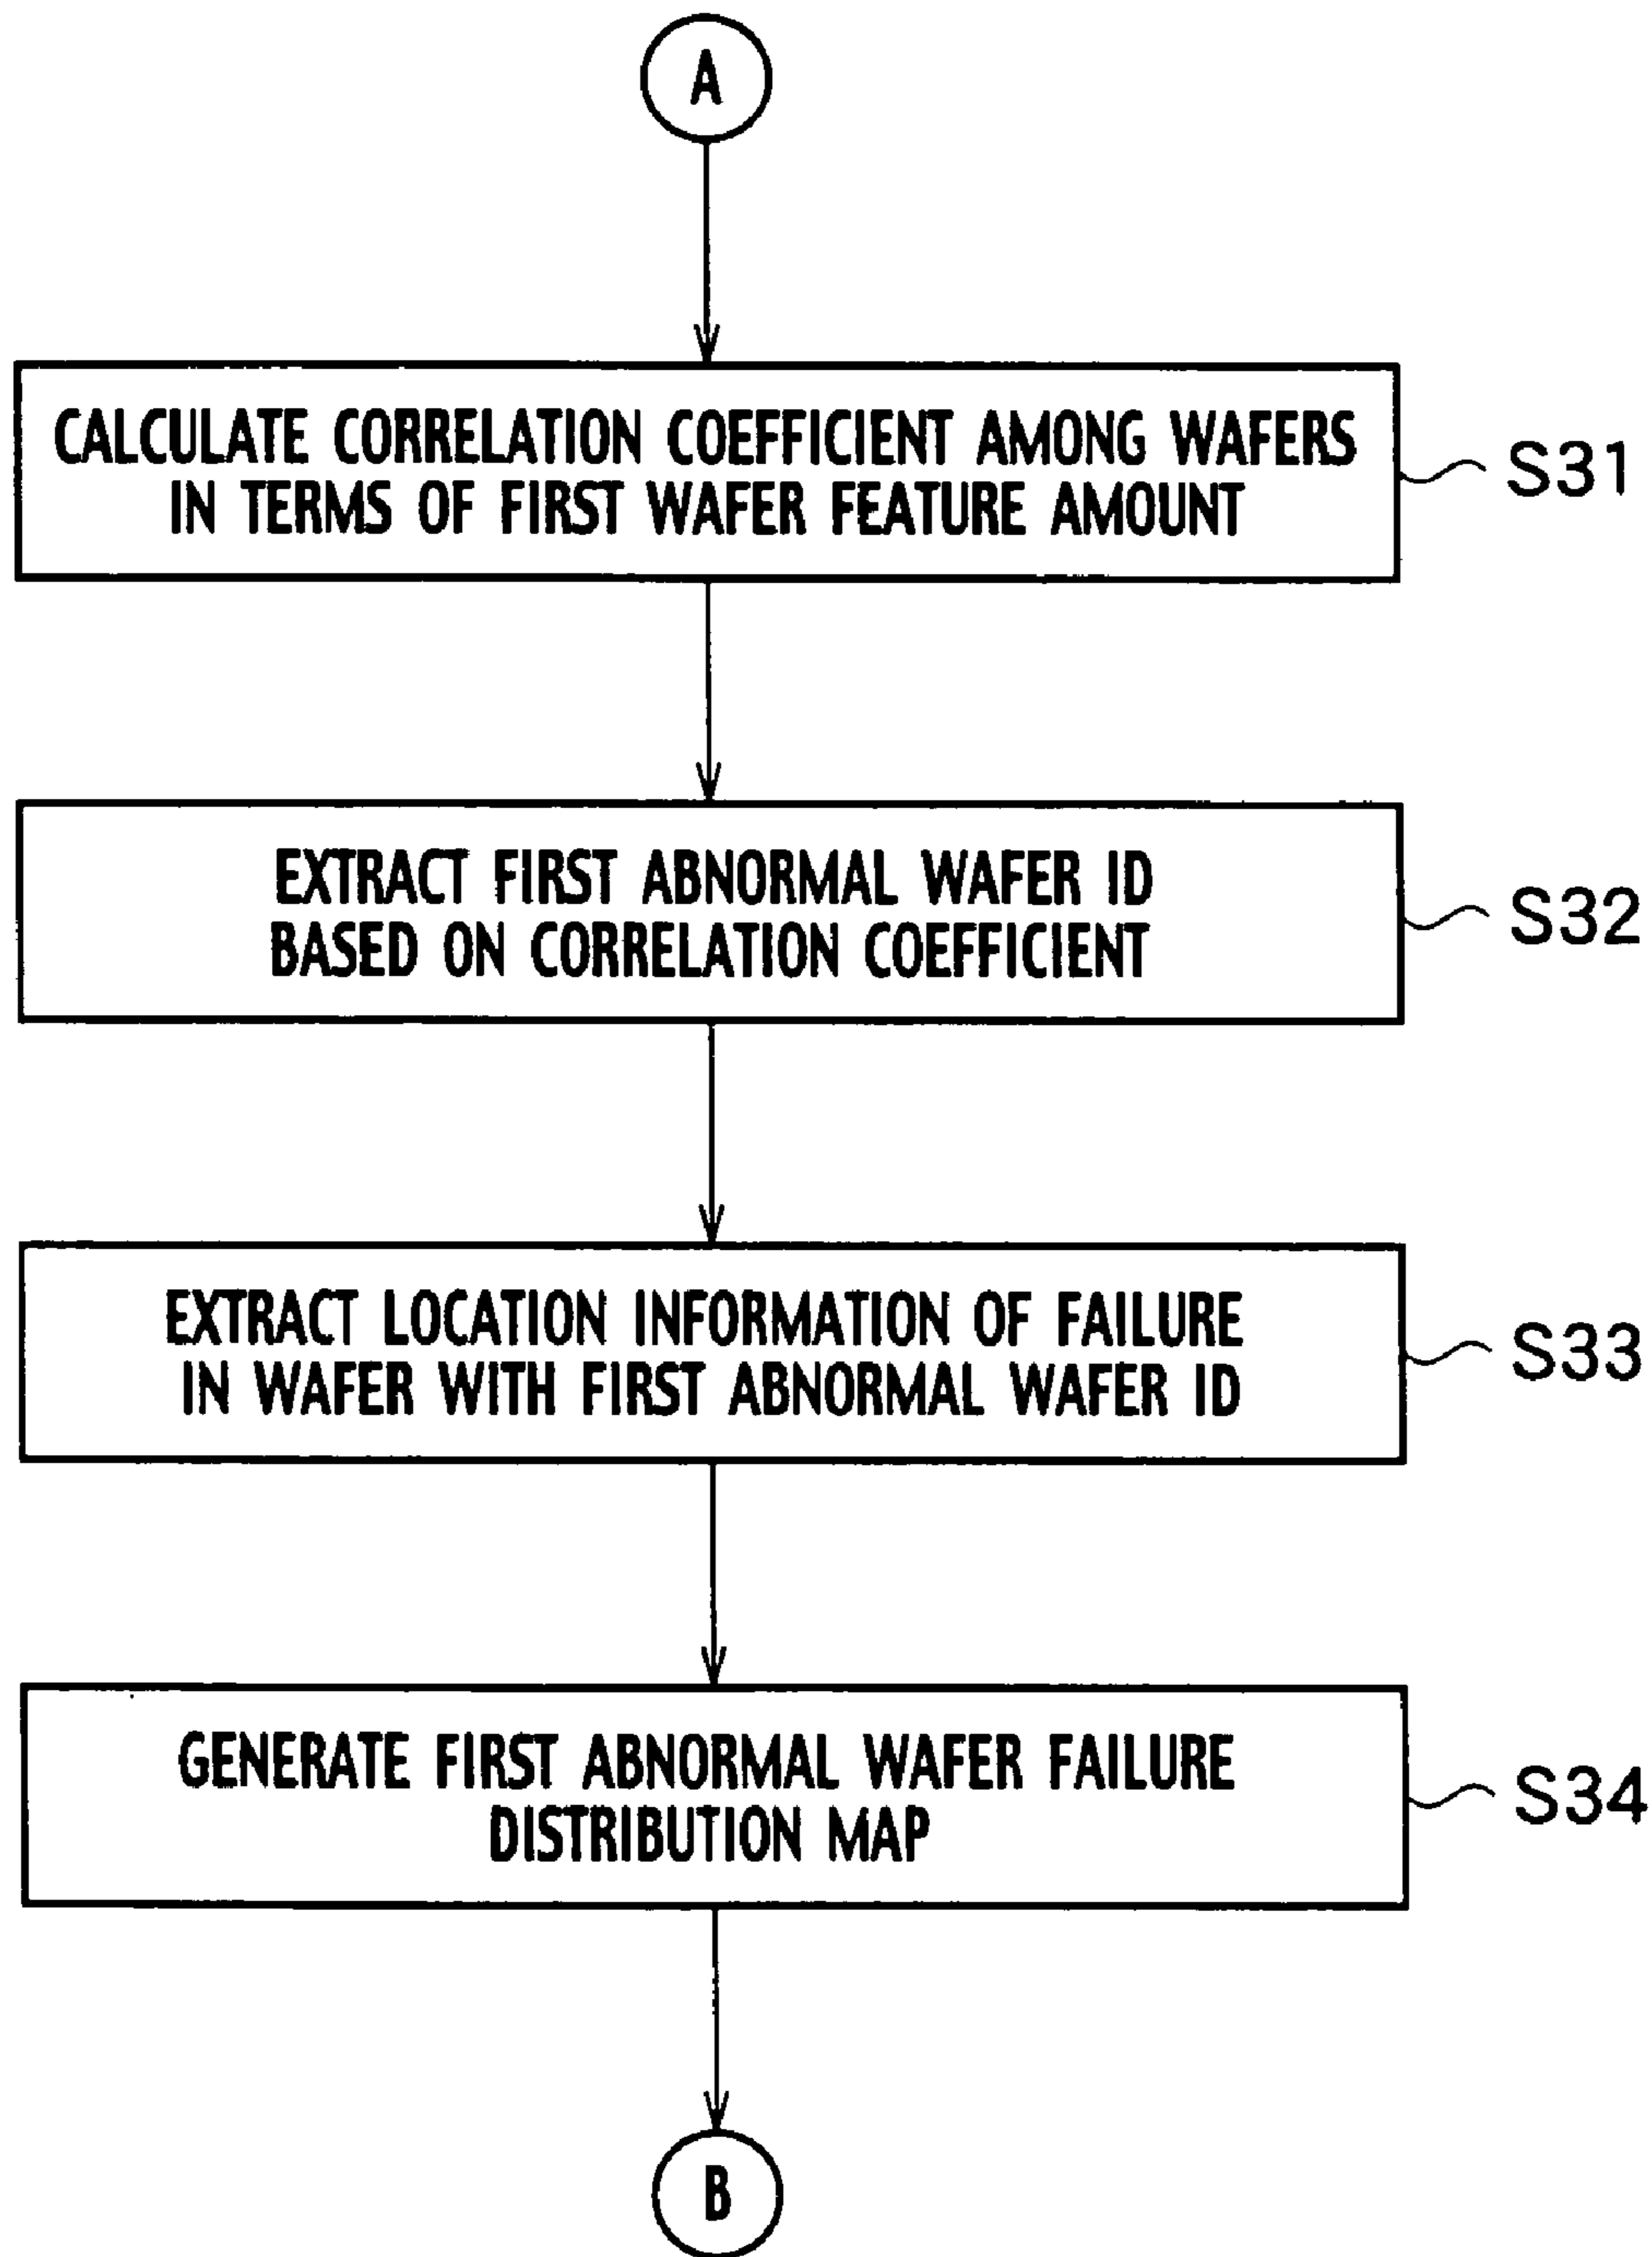 A
CALCULATE CORRELATION COEFFICIENT AMONG WAFERS
IN TERMS OF FIRST WAFER FEATURE AMOUNT
S31
EXTRACT FIRST ABNORMAL WAFER ID
BASED ON CORRELATION COEFFICIENT
S32
EXTRACT LOCATION INFORMATION OF FAILURE
IN WAFER WITH FIRST ABNORMAL WAFER ID
S33
GENERATE FIRST ABNORMAL WAFER FAILURE
DISTRIBUTION MAP
S34
B